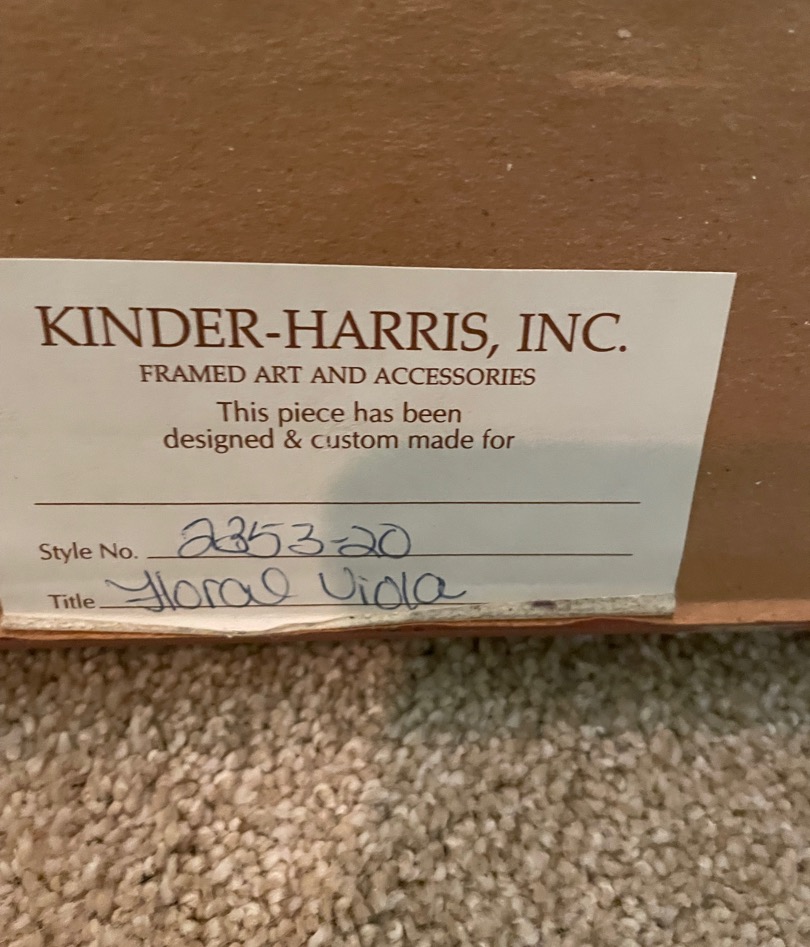 KINDER-HARRIS, INC.
FRAMED ART AND ACCESSORIES
This piece has been
designed & custom made for
Style No. 2353-20
Title Floral Viola